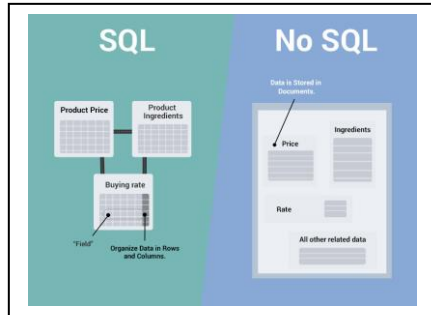 SQL
Product Price
Product
Ingredients
Buying rate
"Field"
Organize Data in Rows
and Columns.
No SQL
Data is Stored in
Documents.
Price
Ingredients
Rate
All other related data